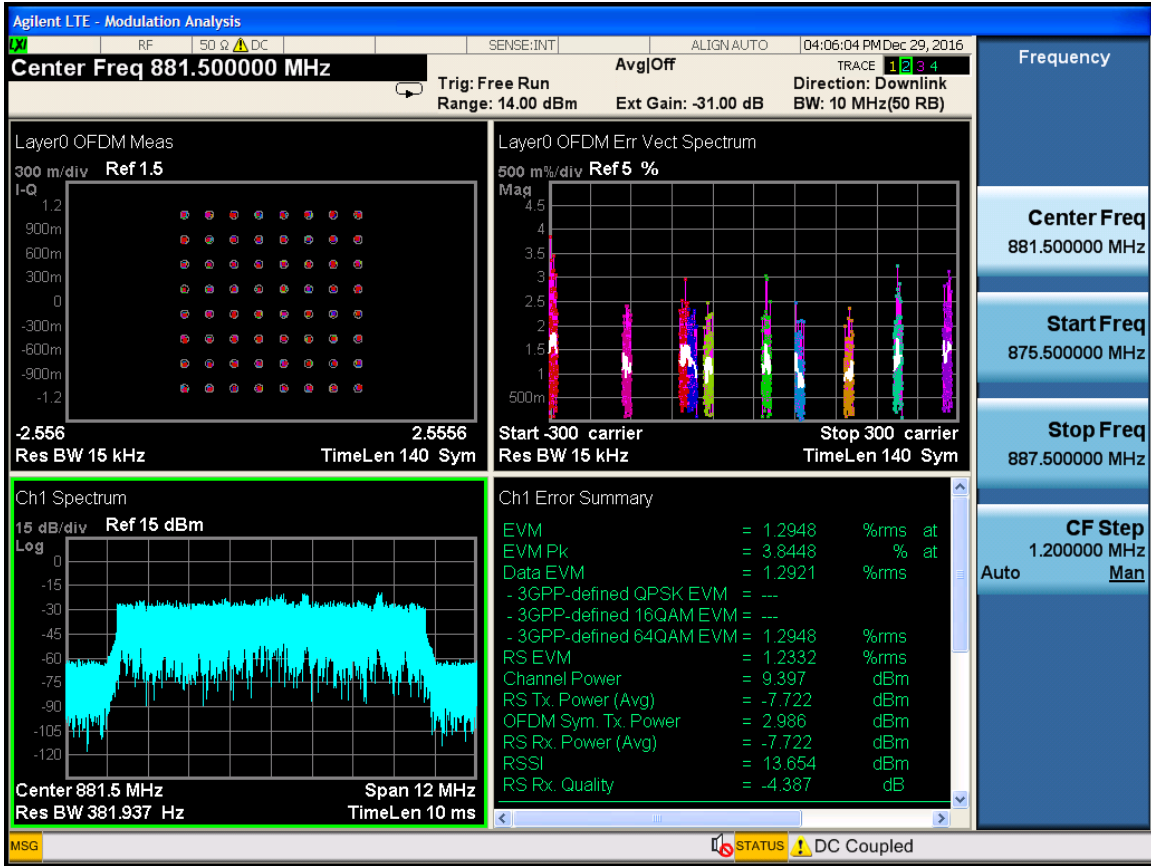 Agilent LTE - Modulation Analysis
LXI RF 50 Ω DC SENSE:INT ALIGN AUTO 04:06:04 PM Dec 29, 2016
Center Freq 881.500000 MHz
Avg|Off
TRACE 1 2 3 4
Trig: Free Run
Direction: Downlink
Range: 14.00 dBm Ext Gain: -31.00 dB BW: 10 MHz(50 RB)
Layer0 OFDM Meas
300 m/div Ref 1.5
I-Q
1.2
900m
600m
300m
0
-300m
-600m
-900m
-1.2
-2.556 2.5556
Res BW 15 kHz TimeLen 140 Sym
Layer0 OFDM Err Vect Spectrum
500 m%/div Ref 5 %
Mag
4.5
4
3.5
3
2.5
2
1.5
1
500m
Start -300 carrier Stop 300 carrier
Res BW 15 kHz TimeLen 140 Sym
Ch1 Spectrum
15 dB/div Ref 15 dBm
Log
0
-15
-30
-45
-60
-75
-90
-105
-120
Center 881.5 MHz Span 12 MHz
Res BW 381.937 Hz TimeLen 10 ms
Ch1 Error Summary
EVM = 1.2948 %rms at
EVM Pk = 3.8448 % at
Data EVM = 1.2921 %rms
- 3GPP-defined QPSK EVM = ---
- 3GPP-defined 16QAM EVM = ---
- 3GPP-defined 64QAM EVM = 1.2948 %rms
RS EVM = 1.2332 %rms
Channel Power = 9.397 dBm
RS Tx. Power (Avg) = -7.722 dBm
OFDM Sym. Tx. Power = 2.986 dBm
RS Rx. Power (Avg) = -7.722 dBm
RSSI = 13.654 dBm
RS Rx. Quality = -4.387 dB
Frequency
Center Freq
881.500000 MHz
Start Freq
875.500000 MHz
Stop Freq
887.500000 MHz
CF Step
1.200000 MHz
Auto Man
MSG STATUS DC Coupled